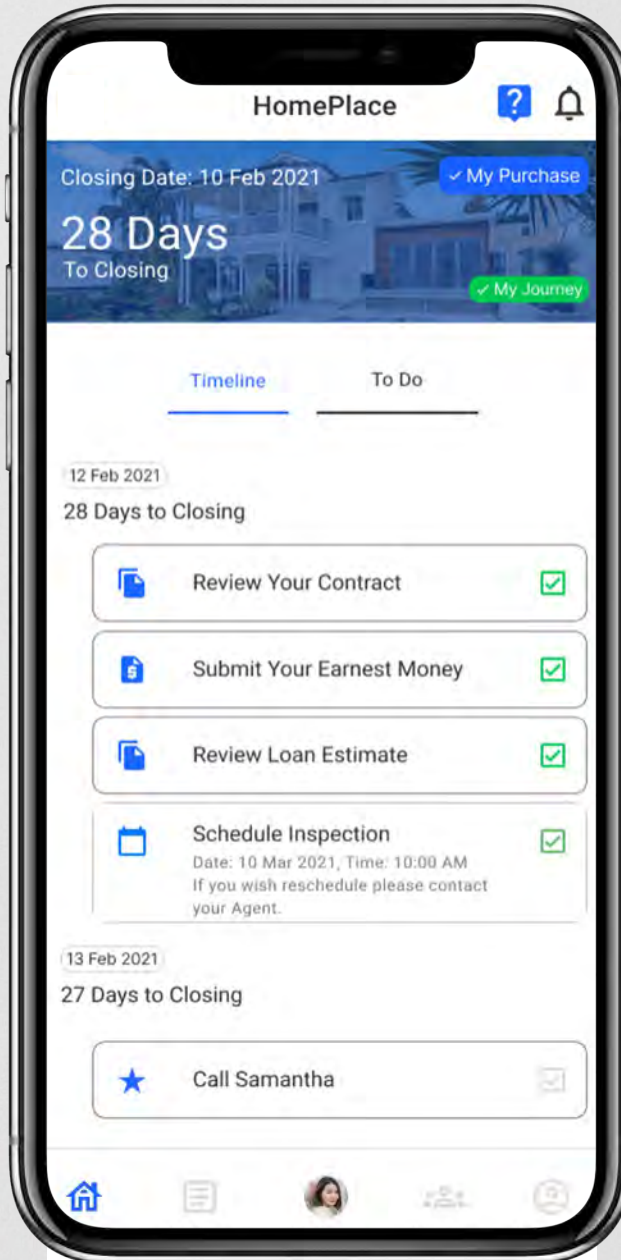 HomePlace
?
Closing Date: 10 Feb 2021
✓ My Purchase
28 Days
To Closing
✓ My Journey
Timeline
To Do
12 Feb 2021
28 Days to Closing
Review Your Contract
$
Submit Your Earnest Money
Review Loan Estimate
Schedule Inspection
Date: 10 Mar 2021, Time: 10:00 AM
If you wish reschedule please contact
your Agent.
13 Feb 2021
27 Days to Closing
Call Samantha